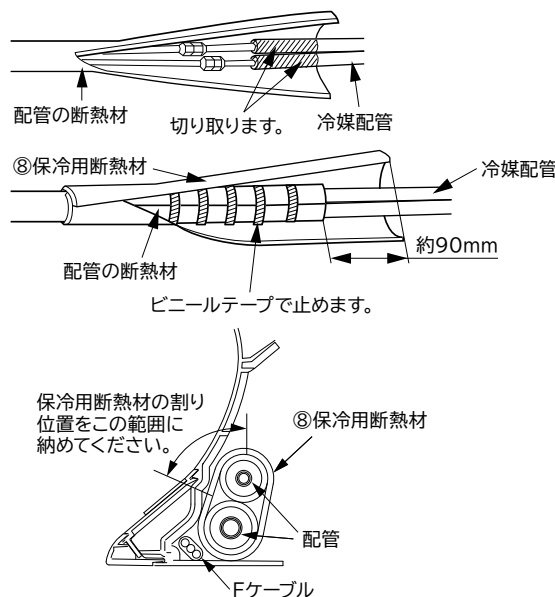 配管の断熱材
切り取ります。
冷媒配管
⑧保冷用断熱材
冷媒配管
配管の断熱材
約90mm
ビニールテープで止めます。
保冷用断熱材の割り
位置をこの範囲に
納めてください。
⑧保冷用断熱材
配管
Fケーブル